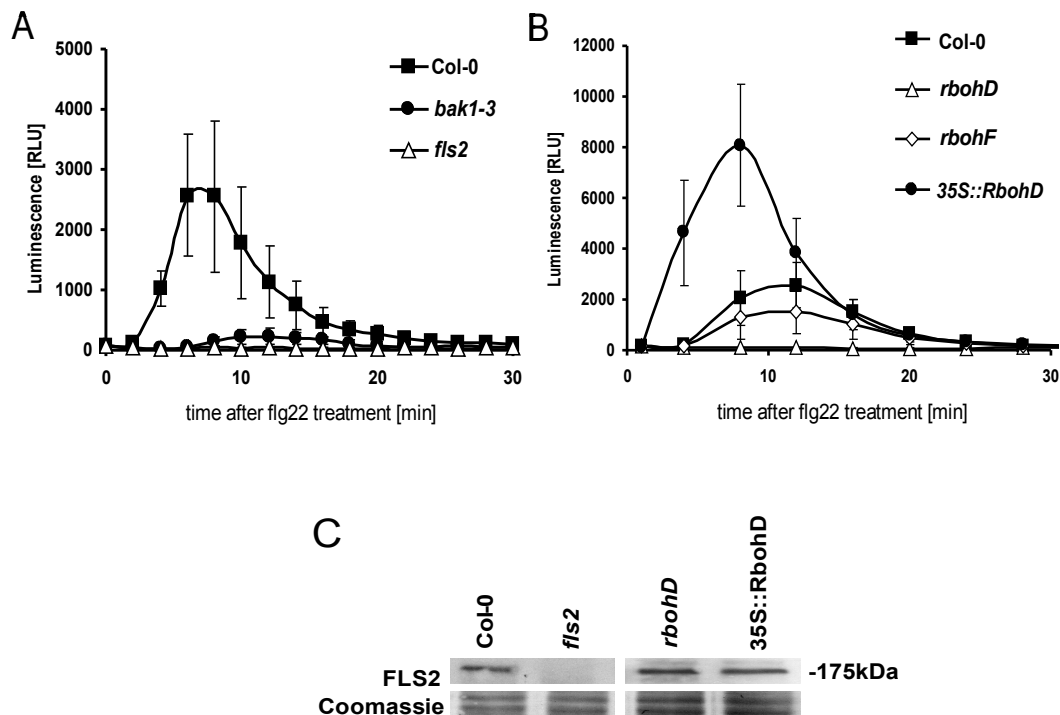 A
Luminescence [RLU]
5000
4000
3000
2000
1000
0
0 10 20 30
time after flg22 treatment [min]
Col-0
bak1-3
fls2
B
Luminescence [RLU]
12000
10000
8000
6000
4000
2000
0
0 10 20 30
time after flg22 treatment [min]
Col-0
rbohD
rbohF
35S::RbohD
C
Col-0
fls2
rbohD
35S::RbohD
FLS2
-175kDa
Coomassie